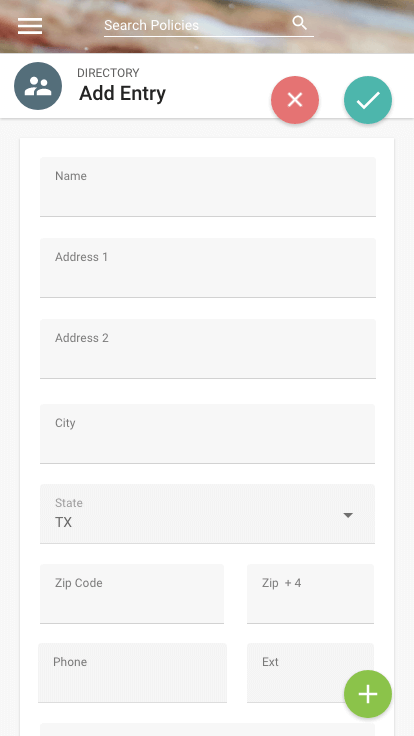 Search Policies
DIRECTORY
Add Entry
Name
Address 1
Address 2
City
State
TX
Zip Code
Zip + 4
Phone
Ext